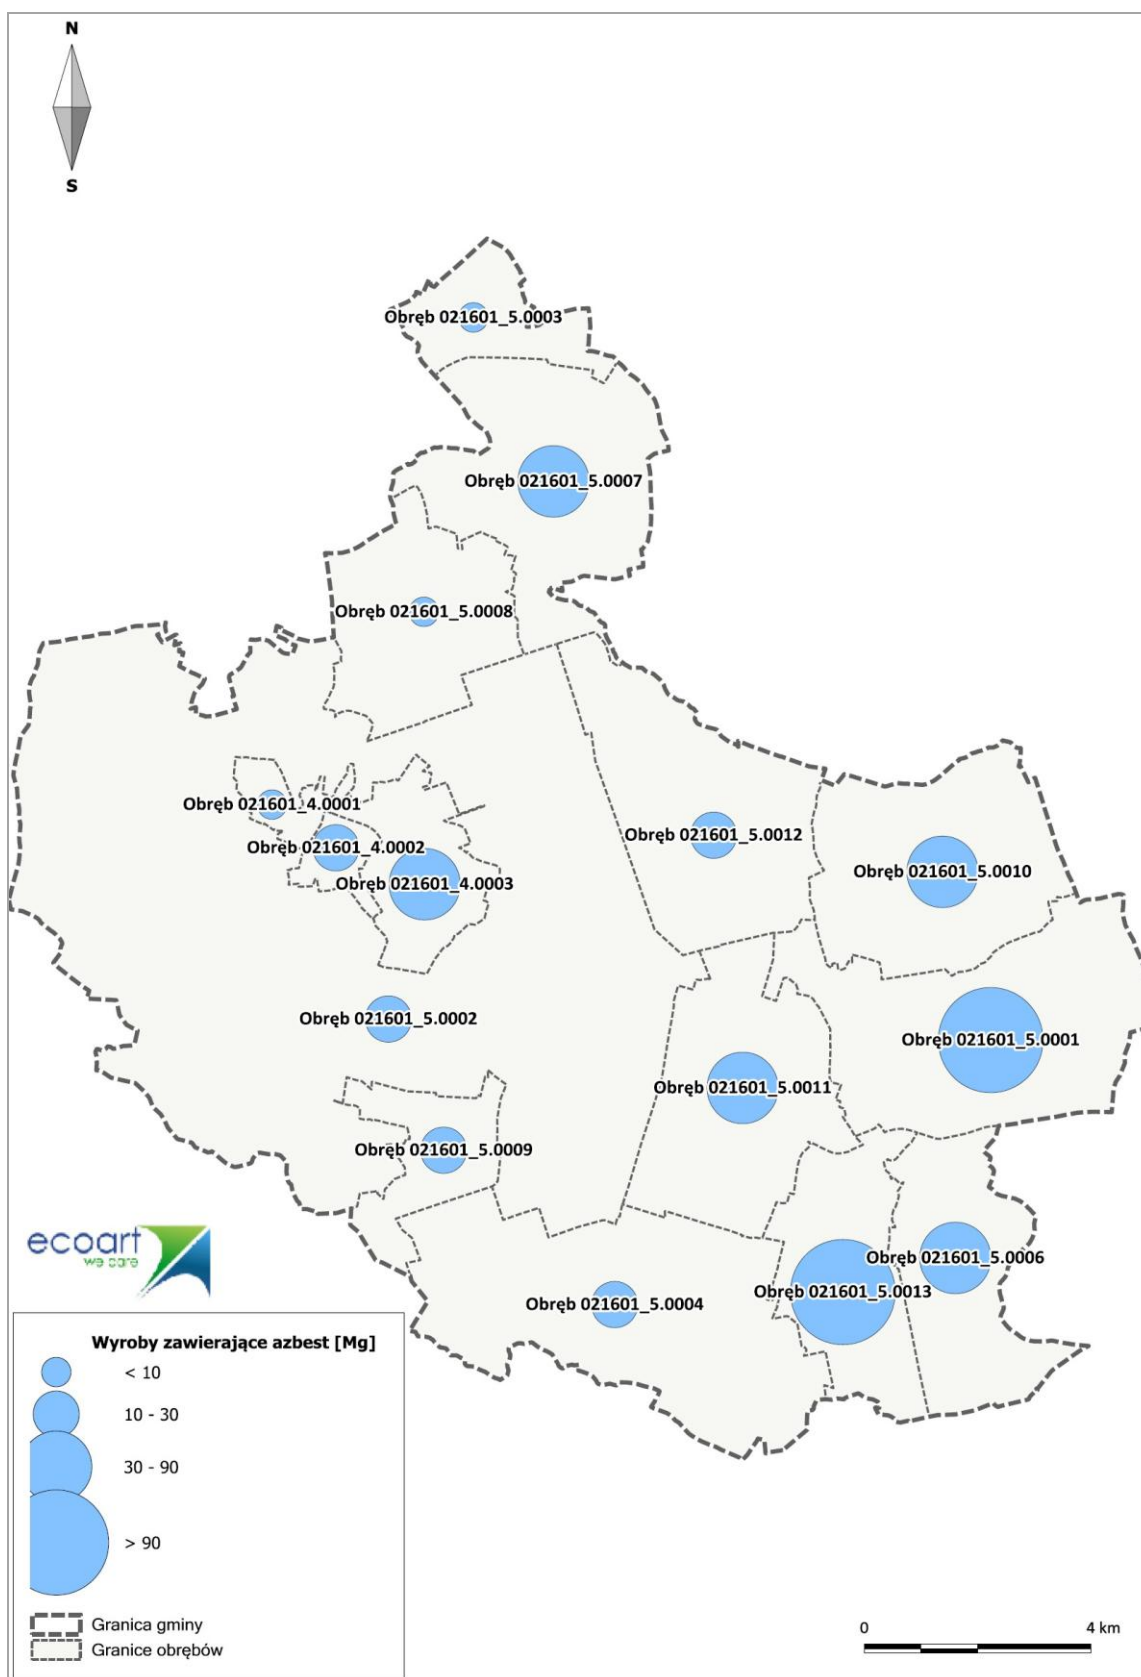 N
S
Obręb 021601_5.0003
Obręb 021601_5.0007
Obręb 021601_5.0008
Obręb 021601_4.0001
Obręb 021601_4.0002
Obręb 021601_4.0003
Obręb 021601_5.0012
Obręb 021601_5.0010
Obręb 021601_5.0002
Obręb 021601_5.0001
Obręb 021601_5.0011
Obręb 021601_5.0009
Obręb 021601_5.0006
Obręb 021601_5.0013
Obręb 021601_5.0004
ecoart
we care
Wyroby zawierające azbest [Mg]
< 10
10 - 30
30 - 90
> 90
Granica gminy
Granice obrębów
0 4 km